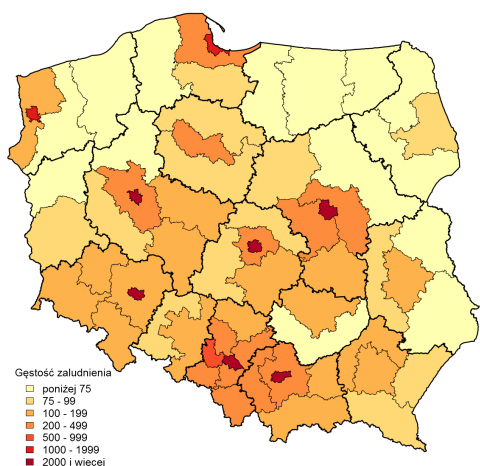 Gęstość zaludnienia
poniżej 75
75 - 99
100 - 199
200 - 499
500 - 999
1000 - 1999
2000 i wiecej